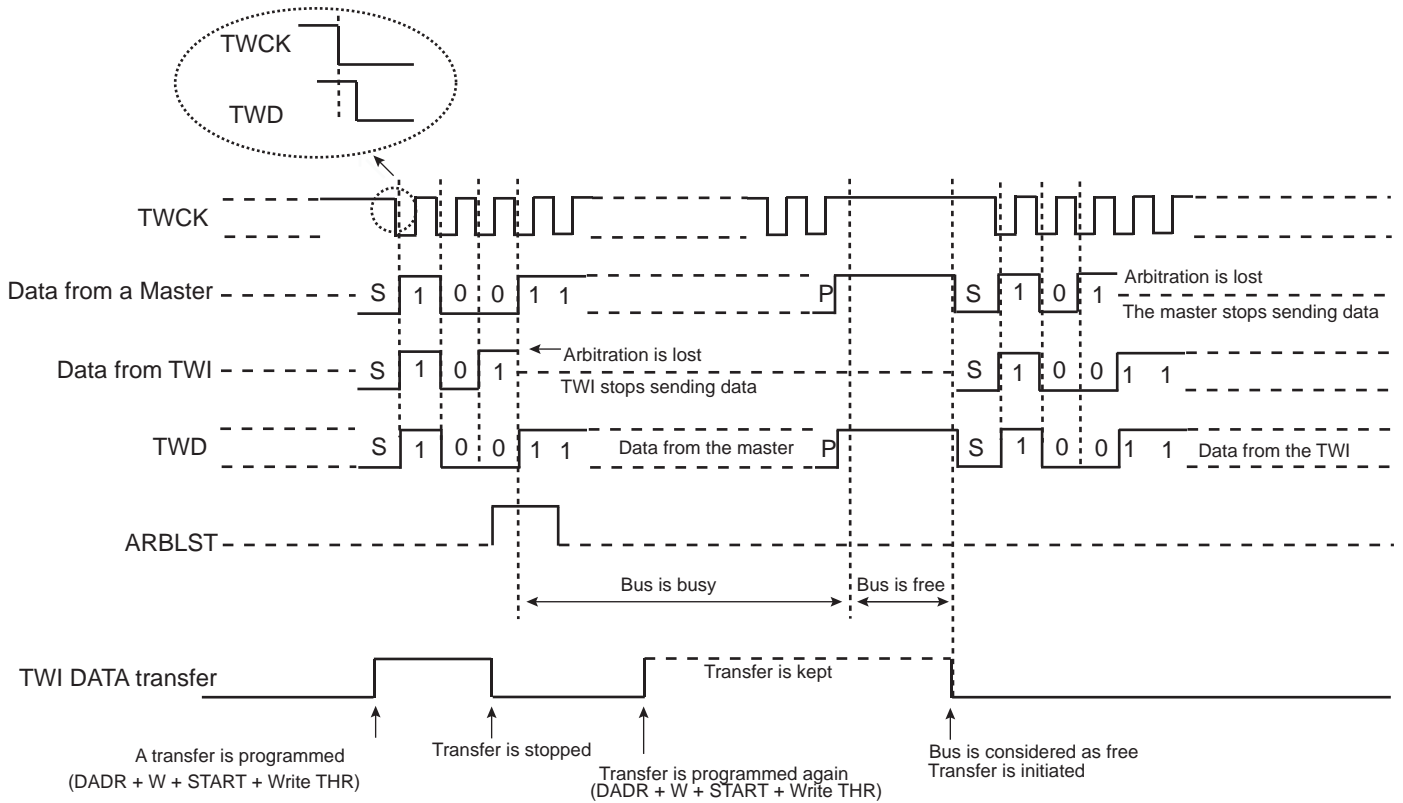 TWCK
TWD
TWCK
Data from a Master S 1 0 0 1 1 P S 1 0 1 Arbitration is lost
The master stops sending data
Data from TWI S 1 0 1 Arbitration is lost S 1 0 0 1 1
TWI stops sending data
TWD S 1 0 0 1 1 Data from the master P S 1 0 0 1 1 Data from the TWI
ARBLST
Bus is busy Bus is free
TWI DATA transfer Transfer is kept
A transfer is programmed
(DADR + W + START + Write THR)
Transfer is stopped
Transfer is programmed again
(DADR + W + START + Write THR)
Bus is considered as free
Transfer is initiated